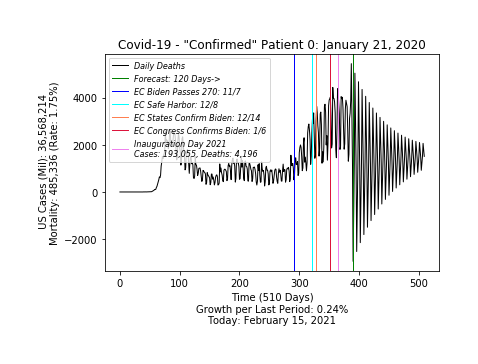 Covid-19 - "Confirmed" Patient 0: January 21, 2020
Daily Deaths
Forecast: 120 Days->
EC Biden Passes 270: 11/7
EC Safe Harbor: 12/8
EC States Confirm Biden: 12/14
EC Congress Confirms Biden: 1/6
Inauguration Day 2021
Cases: 193,055, Deaths: 4,196
US Cases (Mil): 36,568,214
Mortality: 485,336 (Rate: 1.75%)
4000
2000
0
−2000
0 100 200 300 400 500
Time (510 Days)
Growth per Last Period: 0.24%
Today: February 15, 2021